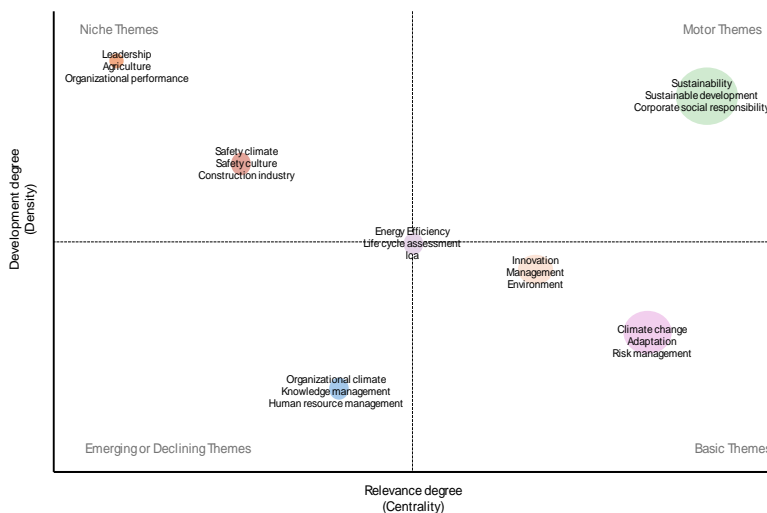 Niche Themes
Motor Themes
Leadership
Agriculture
Organizational performance
Sustainability
Sustainable development
Corporate social responsibility
Safety climate
Safety culture
Construction industry
Development degree
(Density)
Energy Efficiency
Life cycle assessment
lca
Innovation
Management
Environment
Climate change
Adaptation
Risk management
Organizational climate
Knowledge management
Human resource management
Emerging or Declining Themes
Basic Themes
Relevance degree
(Centrality)